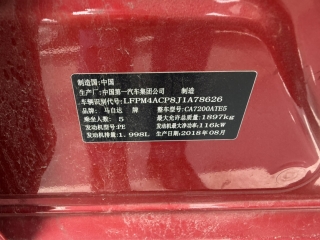 制造国:中国
生产厂:中国第一汽车集团公司 制造
车辆识别代号:LFPM4ACP8J1A78626
品牌:马自达 牌 整车型号:CA7200ATE5
乘坐人数:5 最大允许总质量:1897kg
发动机型号:PE 发动机最大净功率:116kW
发动机排量:1.998L 生产日期:2018年08月